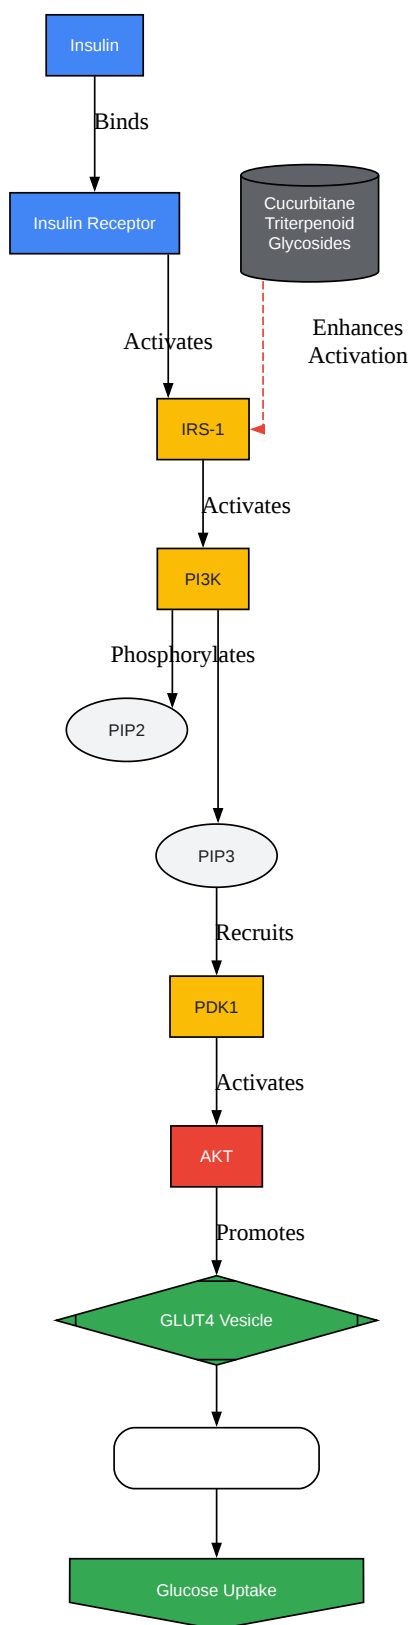 Insulin
Binds
Insulin Receptor
Cucurbitane
Triterpenoid
Glycosides
Activates
Enhances
Activation
IRS-1
Activates
PI3K
Phosphorylates
PIP2
PIP3
Recruits
PDK1
Activates
AKT
Promotes
GLUT4 Vesicle
Glucose Uptake